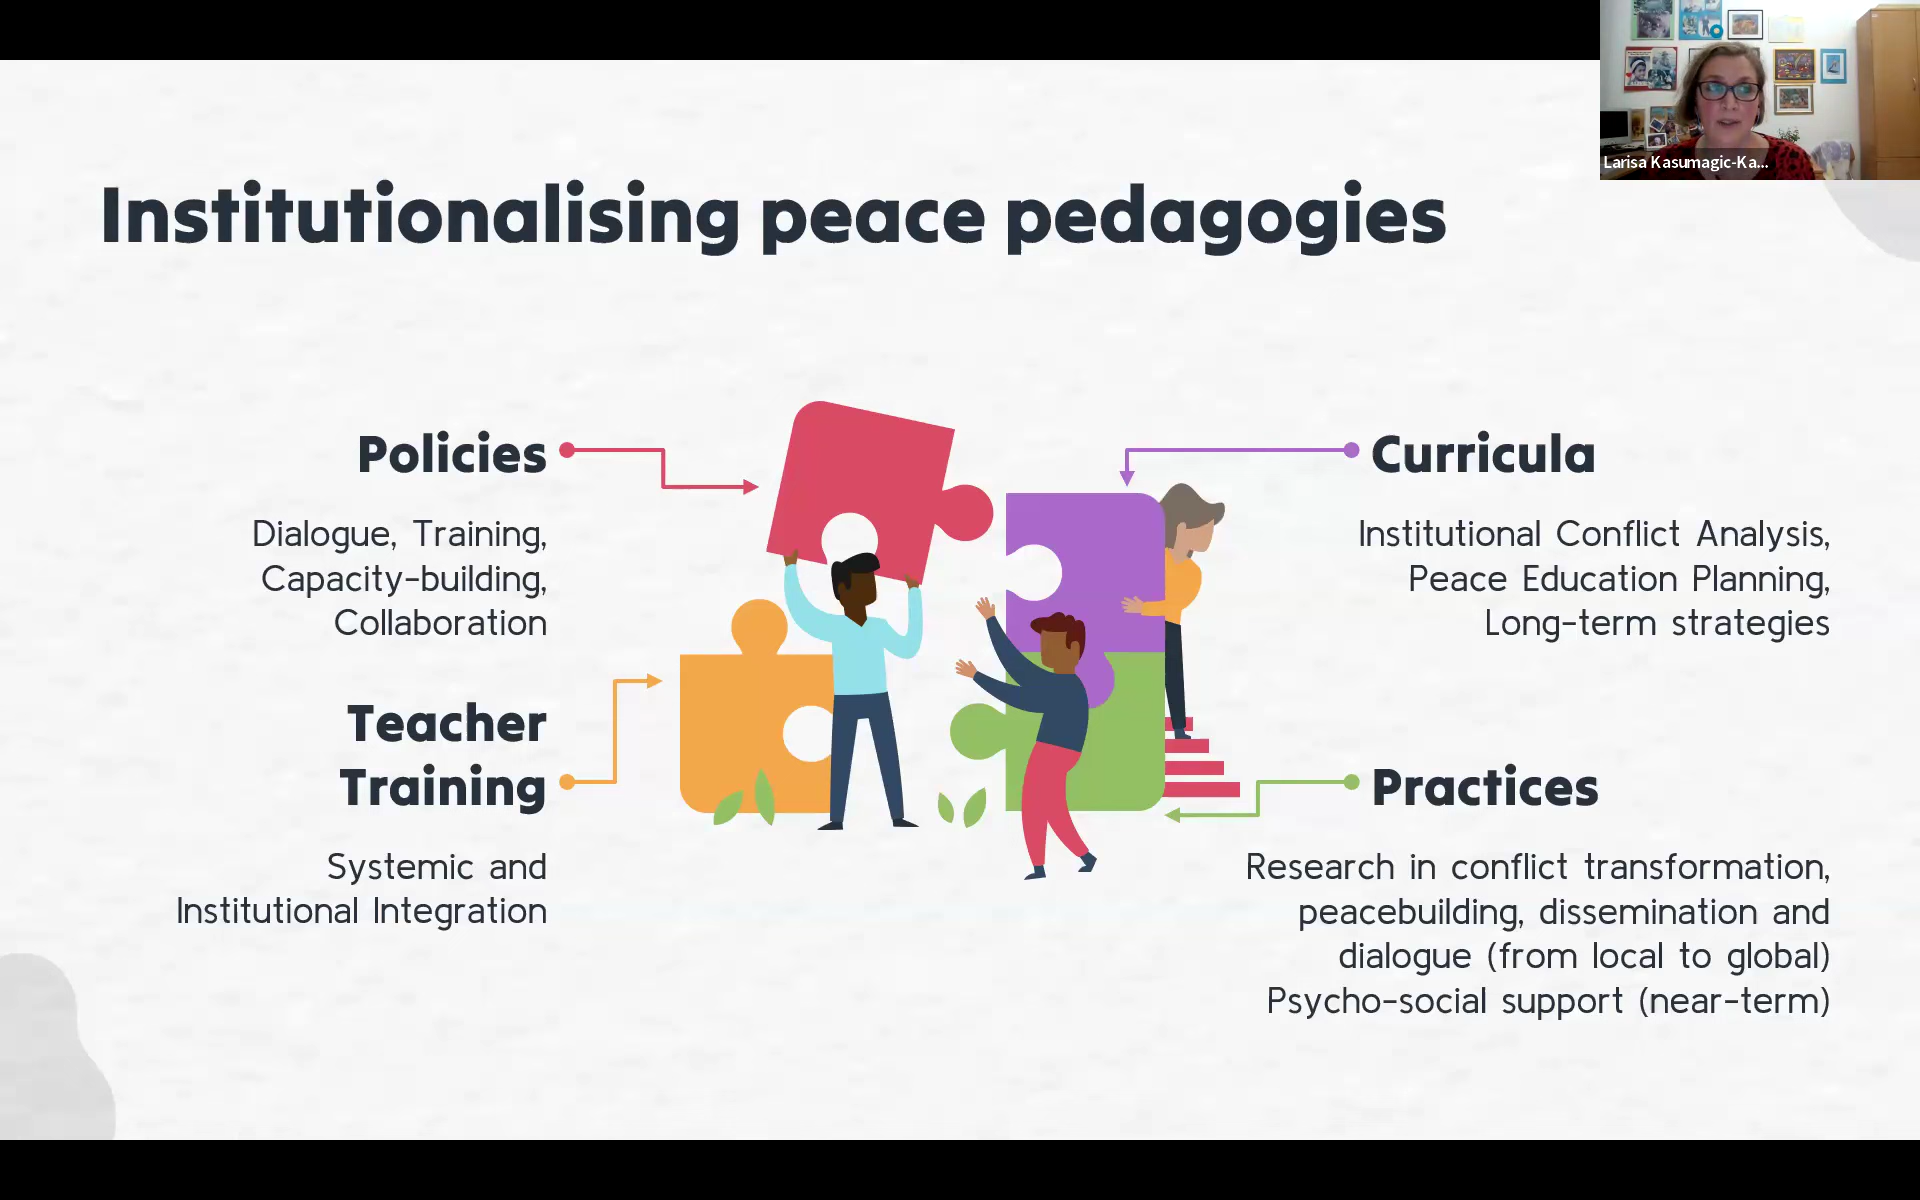 Larisa Kasumagic-Ka...
Institutionalising peace pedagogies
Policies
Dialogue, Training,
Capacity-building,
Collaboration
Teacher
Training
Systemic and
Institutional Integration
Curricula
Institutional Conflict Analysis,
Peace Education Planning,
Long-term strategies
Practices
Research in conflict transformation,
peacebuilding, dissemination and
dialogue (from local to global)
Psycho-social support (near-term)